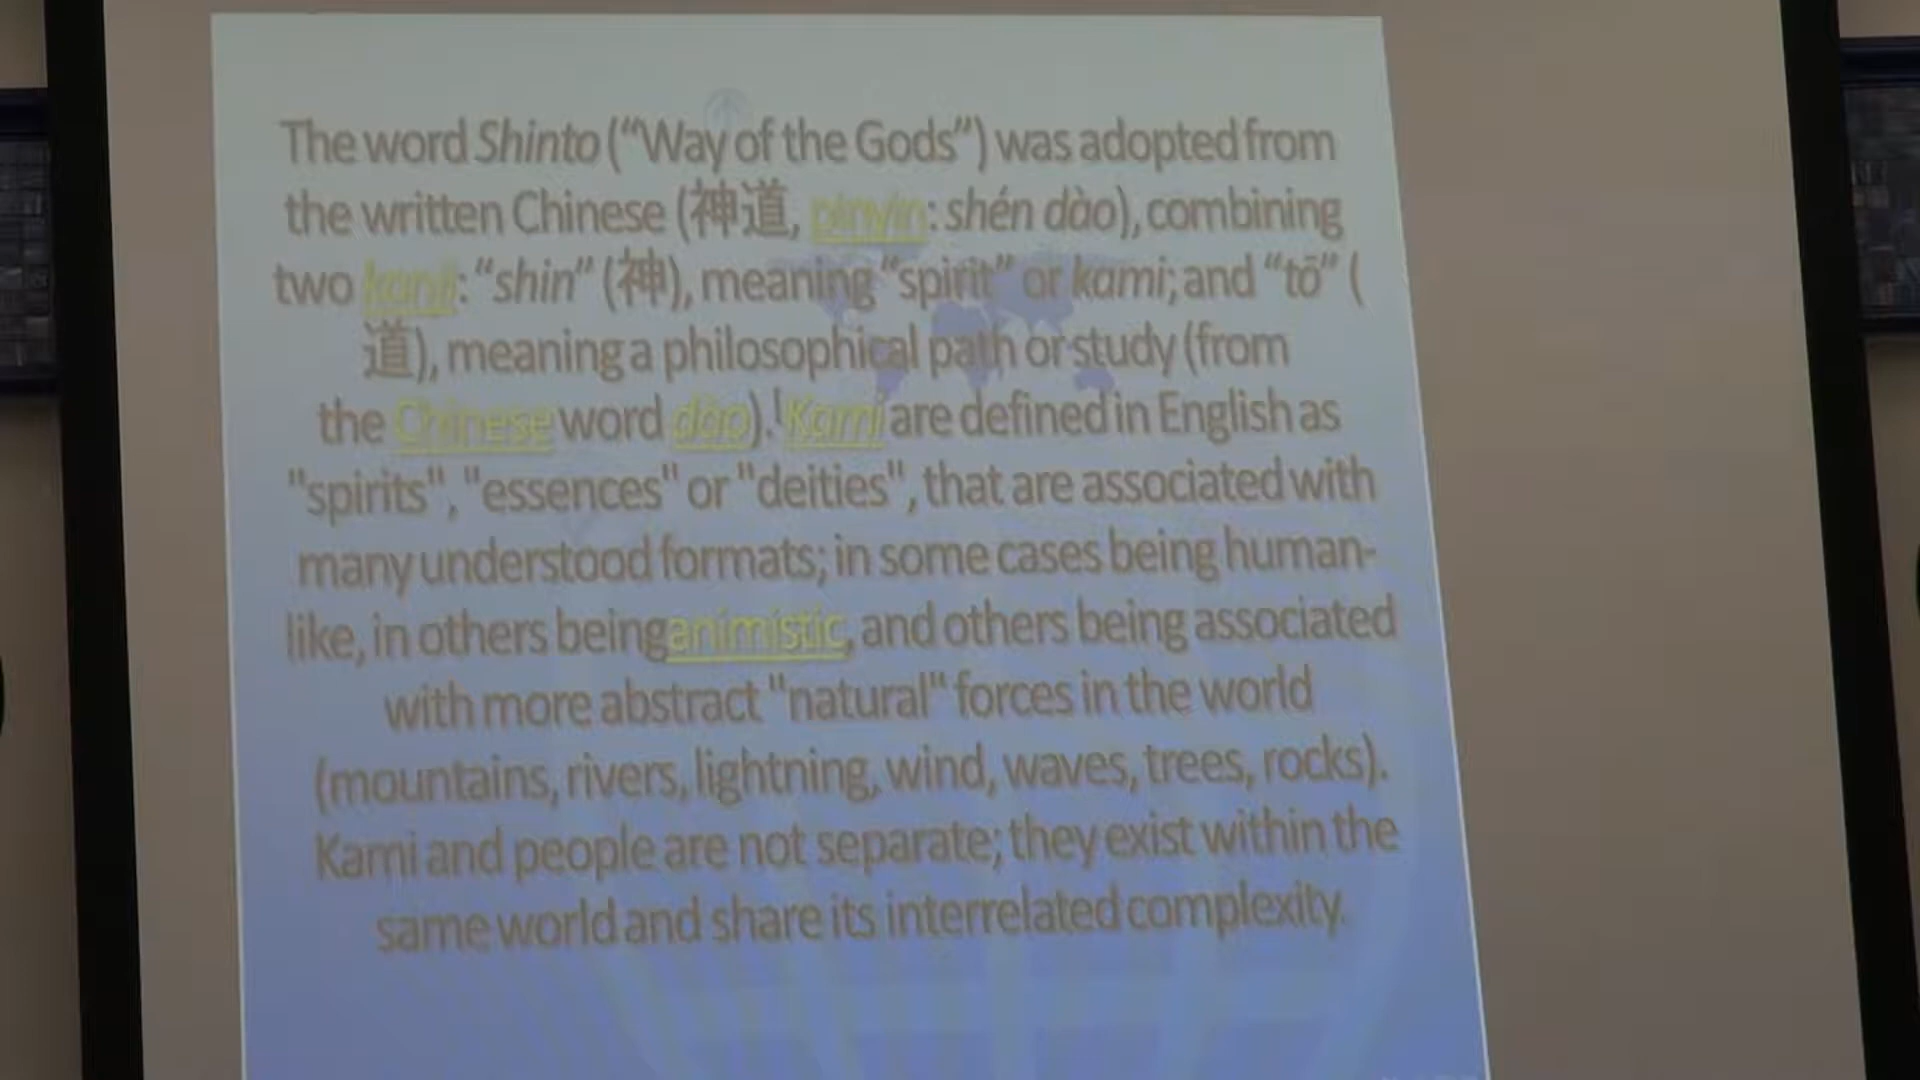 The word Shinto (“Way of the Gods”) was adopted from
the written Chinese (神道, pinyin: shén dào), combining
two kanji: “shin” (神), meaning “spirit” or kami; and “tō” (
道), meaning a philosophical path or study (from
the Chinese word dào).[Kami are defined in English as
"spirits", "essences" or "deities", that are associated with
many understood formats; in some cases being human-
like, in others being animistic, and others being associated
with more abstract "natural" forces in the world
(mountains, rivers, lightning, wind, waves, trees, rocks).
Kami and people are not separate; they exist within the
same world and share its interrelated complexity.